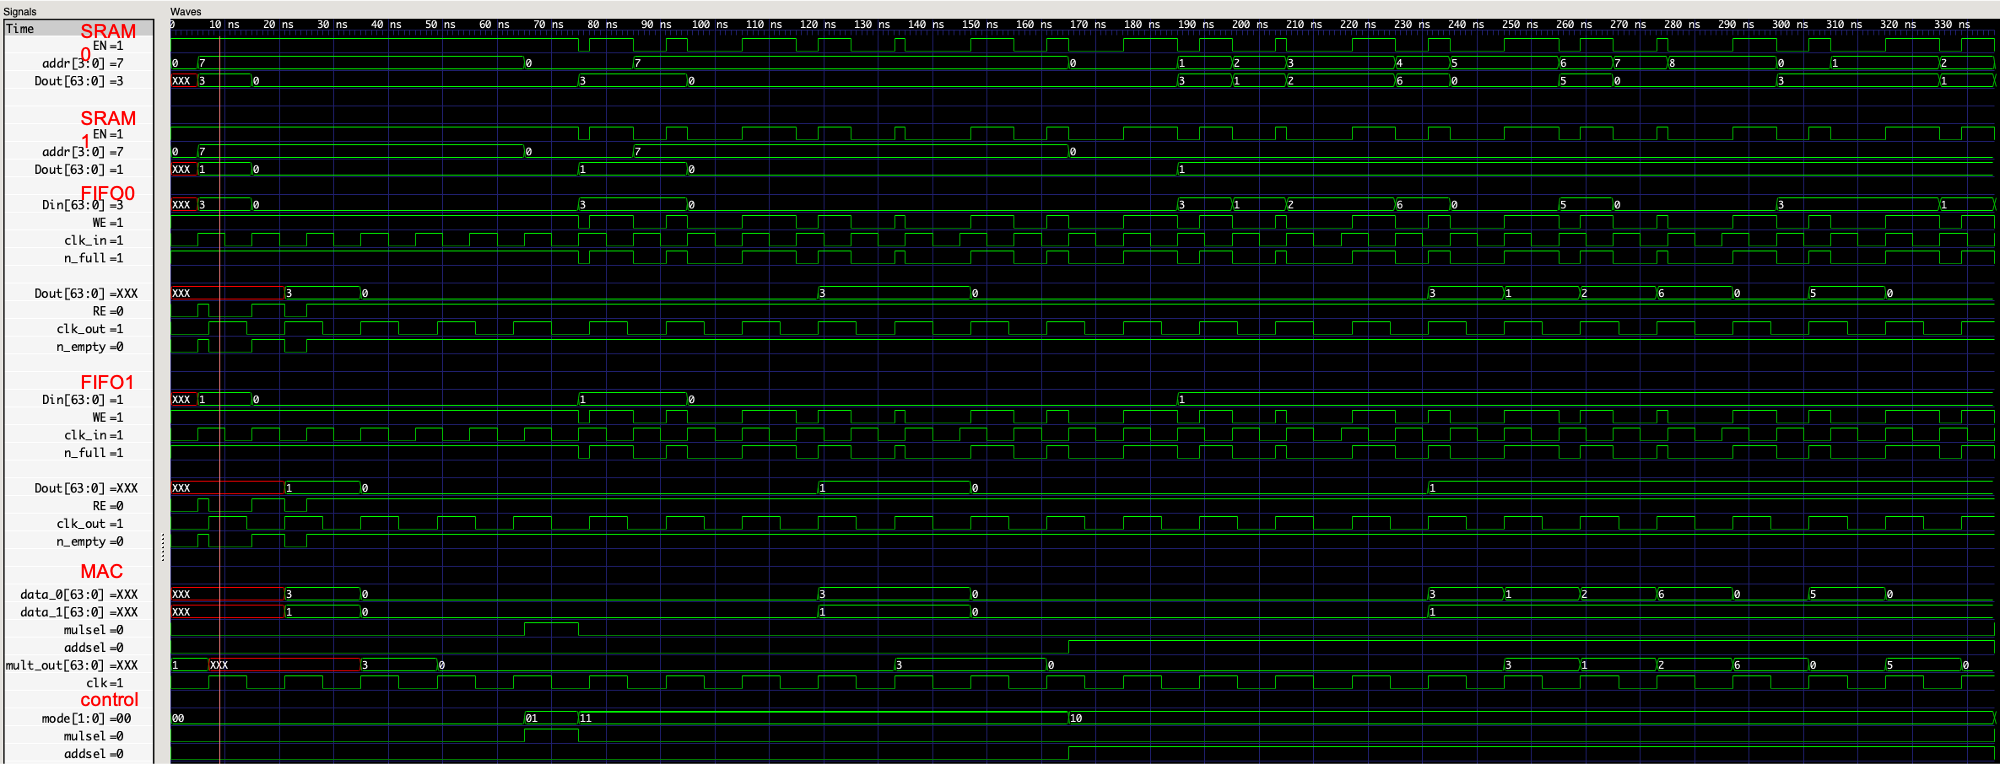 Signals Waves
Time 0 10 ns 20 ns 30 ns 40 ns 50 ns 60 ns 70 ns 80 ns 90 ns 100 ns 110 ns 120 ns 130 ns 140 ns 150 ns 160 ns 170 ns 180 ns 190 ns 200 ns 210 ns 220 ns 230 ns 240 ns 250 ns 260 ns 270 ns 280 ns 290 ns 300 ns 310 ns 320 ns 330 ns
SRAM 0
EN =1
addr[3:0] =7 0 7 0 7 0 1 2 3 4 5 6 7 8 0 1 2
Dout[63:0] =3 XXX 3 0 3 0 3 1 2 6 0 5 0 3 1
SRAM 1
EN =1
addr[3:0] =7 0 7 0 7 0
Dout[63:0] =1 XXX 1 0 1 0 1
FIFO0
Din[63:0] =3 XXX 3 0 3 0 3 1 2 6 0 5 0 3 1
WE =1
clk_in =1
n_full =1
Dout[63:0] =XXX XXX 3 0 3 0 3 1 2 6 0 5 0
RE =0
clk_out =1
n_empty =0
FIFO1
Din[63:0] =1 XXX 1 0 1 0 1
WE =1
clk_in =1
n_full =1
Dout[63:0] =XXX XXX 1 0 1 0 1
RE =0
clk_out =1
n_empty =0
MAC
data_0[63:0] =XXX XXX 3 0 3 0 3 1 2 6 0 5 0
data_1[63:0] =XXX XXX 1 0 1 0 1
mulsel =0
addsel =0
mult_out[63:0] =XXX 1 XXX 3 0 3 0 3 1 2 6 0 5 0
clk =1
control
mode[1:0] =00 00 01 11 10
mulsel =0
addsel =0